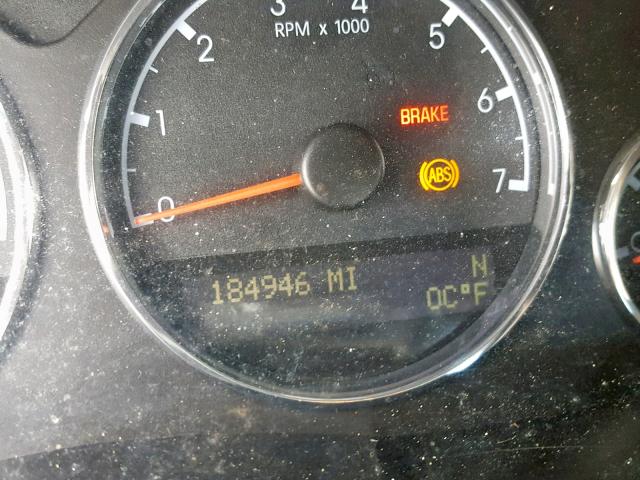 3 4
2 RPM x 1000 5
1 BRAKE 6
ABS
0 7
184946 MI N
OC°F